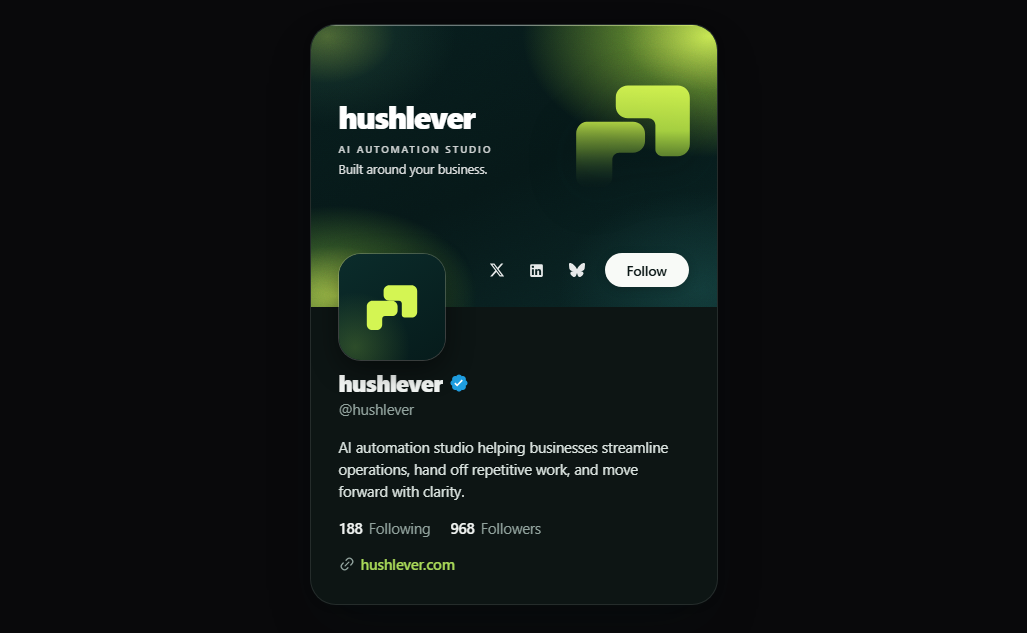 hushlever
AI AUTOMATION STUDIO
Built around your business.
Follow
hushlever
@hushlever
AI automation studio helping businesses streamline
operations, hand off repetitive work, and move
forward with clarity.
188 Following 968 Followers
hushlever.com